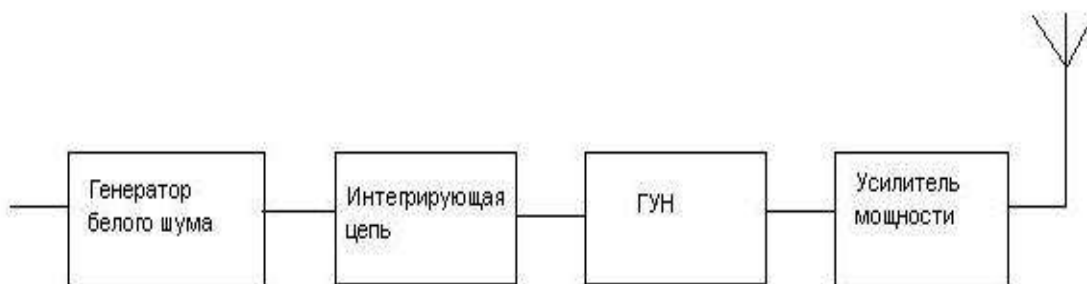 Генератор
белого шума
Интегрирующая
цепь
ГУН
Усилитель
мощности